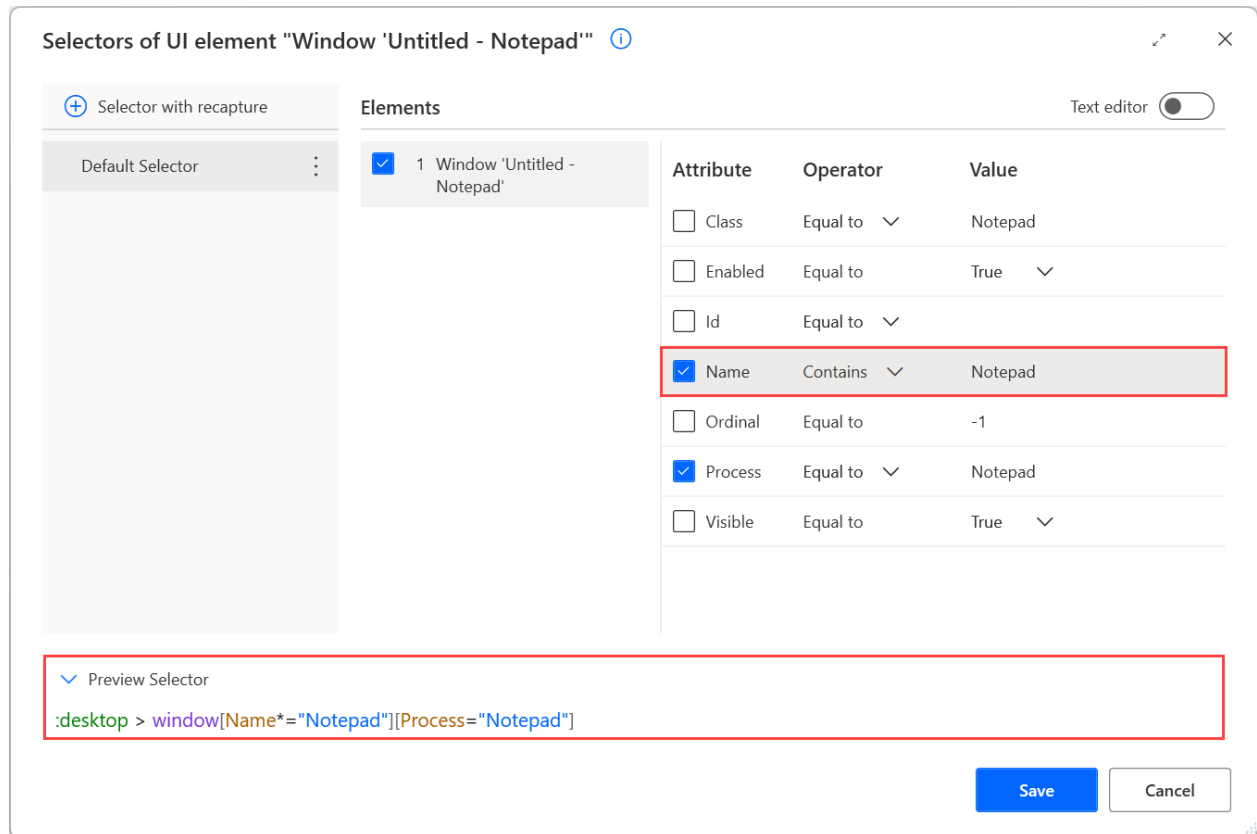 Selectors of UI element "Window 'Untitled - Notepad'"
Selector with recapture
Default Selector
Elements
Text editor
1 Window 'Untitled -
Notepad'
Attribute Operator Value
Class Equal to Notepad
Enabled Equal to True
Id Equal to
Name Contains Notepad
Ordinal Equal to -1
Process Equal to Notepad
Visible Equal to True
Preview Selector
:desktop > window[Name*="Notepad"][Process="Notepad"]
Save Cancel